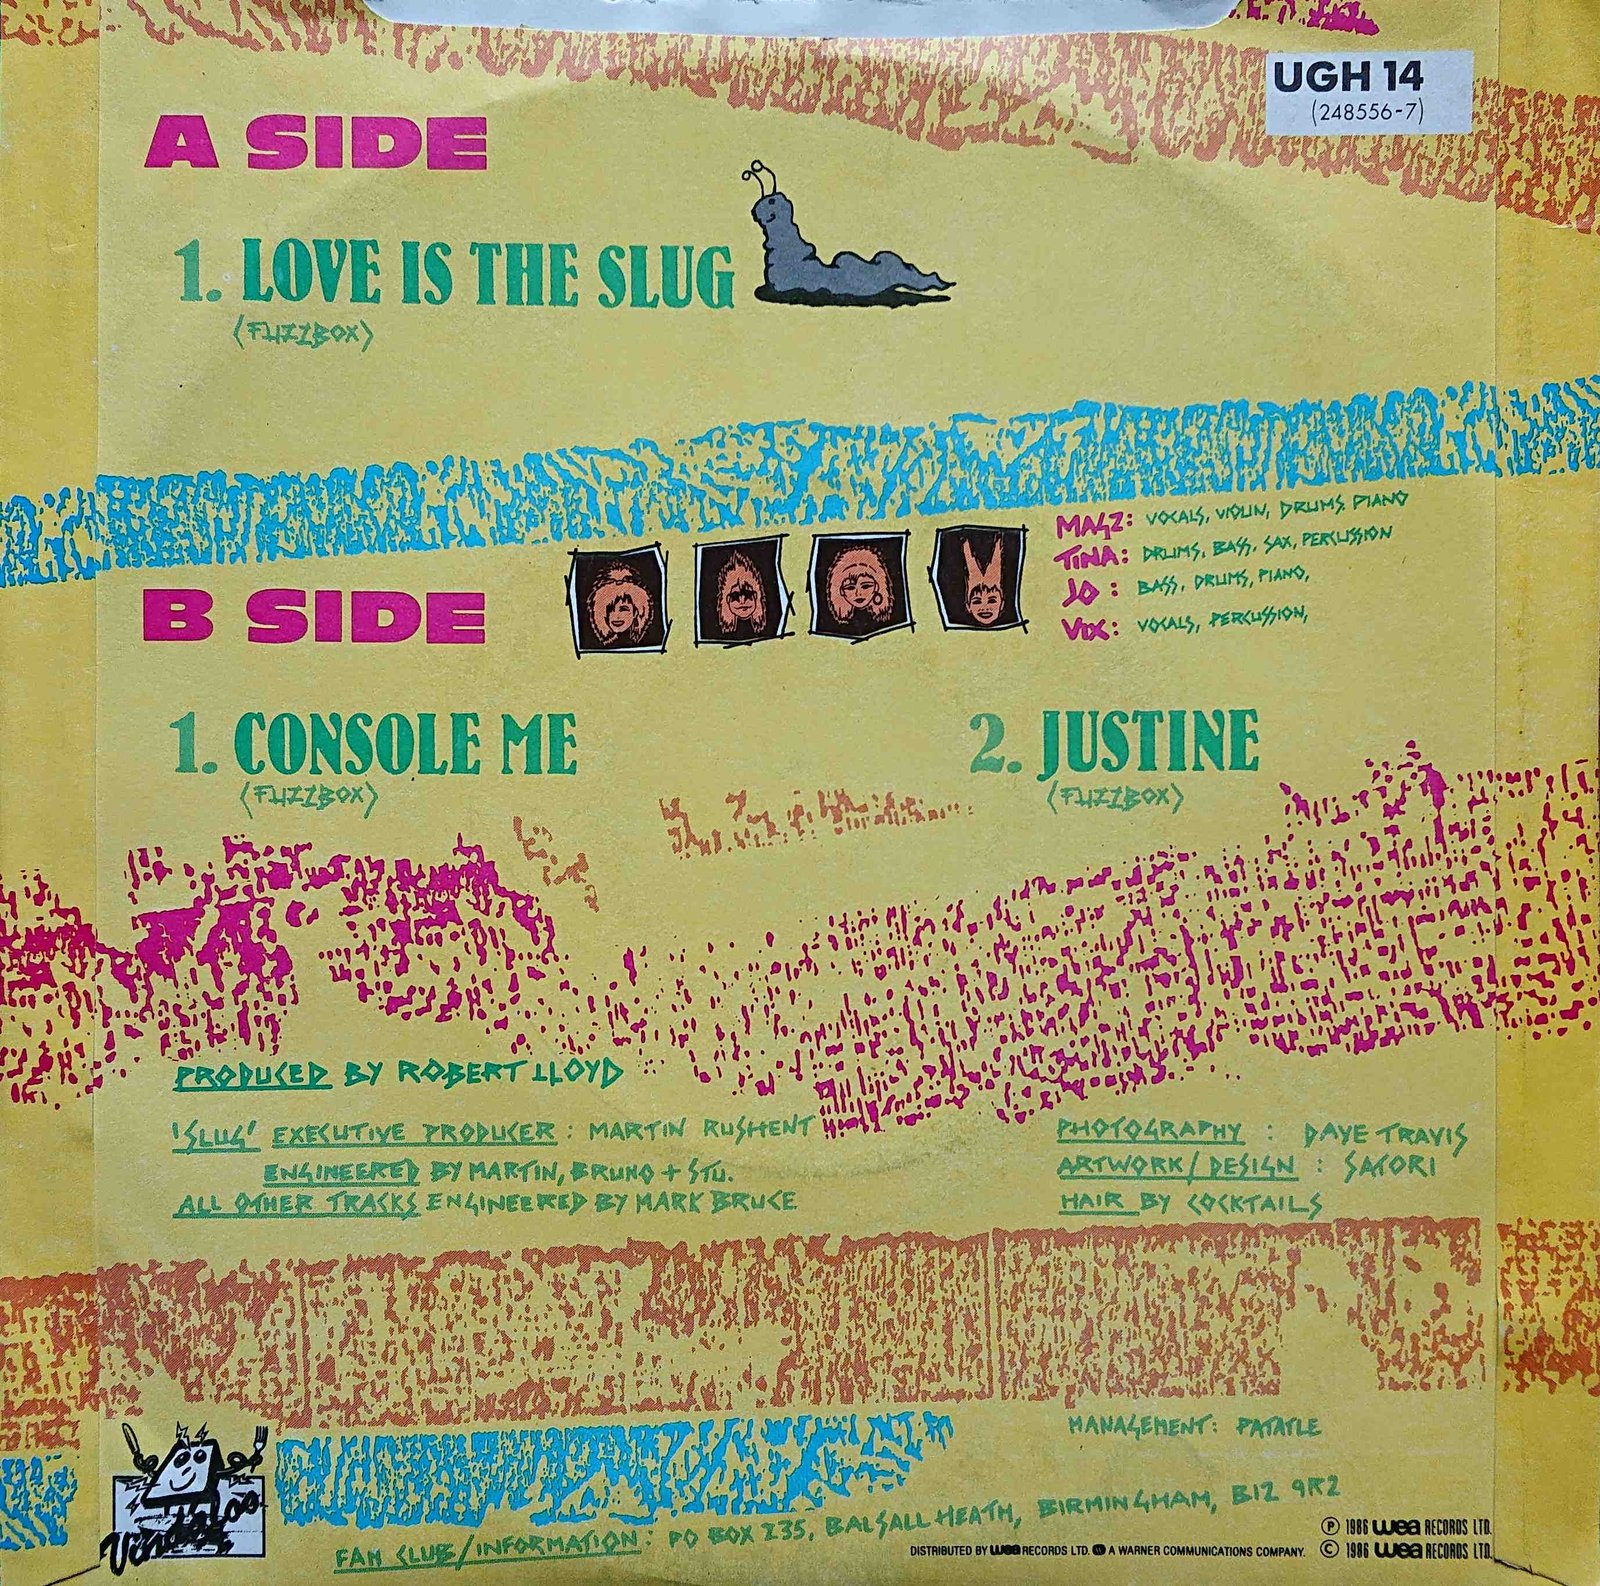 UGH 14
(248556-7)
A SIDE
1. LOVE IS THE SLUG
(FUZZBOX)
MAGZ: VOCALS, VIOLIN, DRUMS, PIANO
TINA: DRUMS, BASS, SAX, PERCUSSION
JO: BASS, DRUMS, PIANO,
VIX: VOCALS, PERCUSSION,
B SIDE
1. CONSOLE ME
(FUZZBOX)
2. JUSTINE
(FUZZBOX)
PRODUCED BY ROBERT LLOYD
'SLUG' EXECUTIVE PRODUCER: MARTIN RUSHENT
ENGINEERED BY MARTIN, BRUNO + STU.
ALL OTHER TRACKS ENGINEERED BY MARK BRUCE
PHOTOGRAPHY: DAVE TRAVIS
ARTWORK/DESIGN: SATORI
HAIR BY COCKTAILS
MANAGEMENT: PATATLE
Vindaloo
FAN CLUB/INFORMATION: PO BOX 235, BALSALL HEATH, BIRMINGHAM, B12 9RZ
DISTRIBUTED BY wea RECORDS LTD. A WARNER COMMUNICATIONS COMPANY.
Ⓟ 1986 wea RECORDS LTD.
© 1986 wea RECORDS LTD.